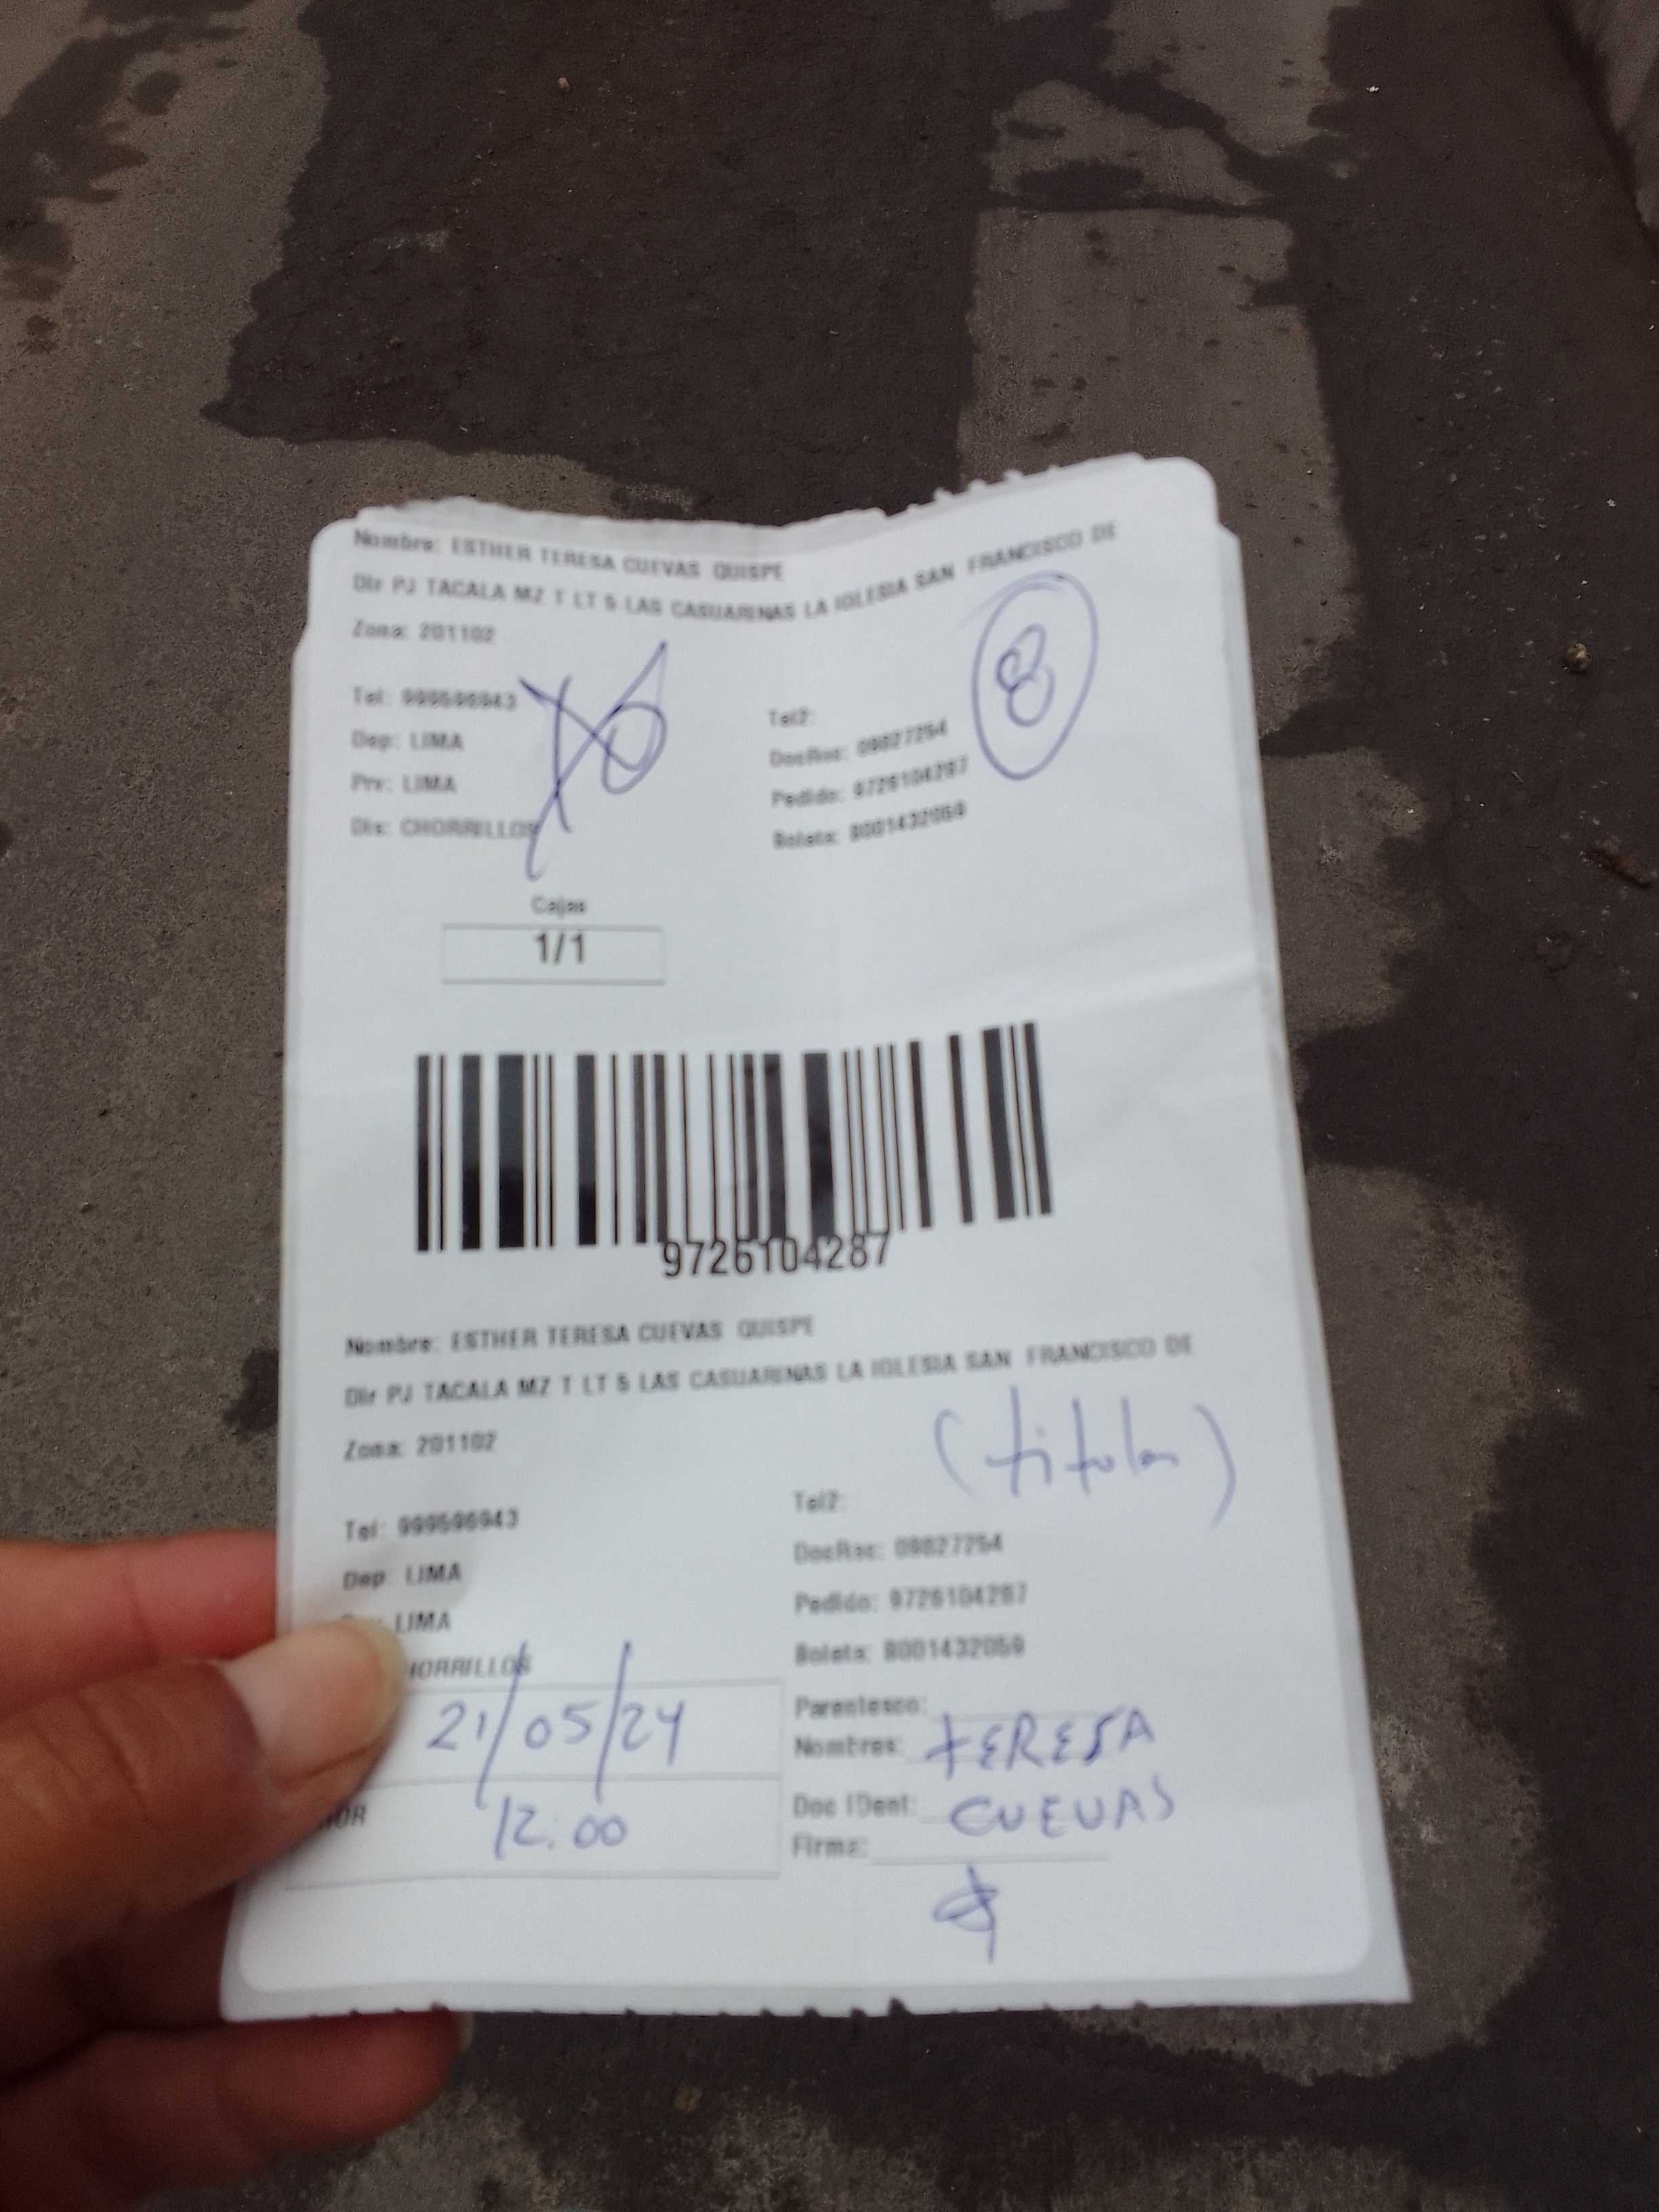 Nombre: ESTHER TERESA CUEVAS QUISPE
Dir PJ TACALA MZ T LT 5 LAS CASUARINAS LA IGLESIA SAN FRANCISCO DE
Zona: 201102
8
Tel: 999596943
Tel2:
Dep: LIMA
DocRec: 09827254
Prv: LIMA
Pedido: 9726104287
Dis: CHORRILLOS
Boleta: B001432059
Cajas
1/1
9726104287
Nombre: ESTHER TERESA CUEVAS QUISPE
Dir PJ TACALA MZ T LT 5 LAS CASUARINAS LA IGLESIA SAN FRANCISCO DE
(titular)
Zona: 201102
Tel: 999596943
Tel2:
Dep: LIMA
DocRec: 09827254
LIMA
Pedido: 9726104287
HORRILLOS
Boleta: B001432059
21/05/24
Parentesco:
Nombres: TERESA
12:00
Doc IDent: CUEVAS
Firma: